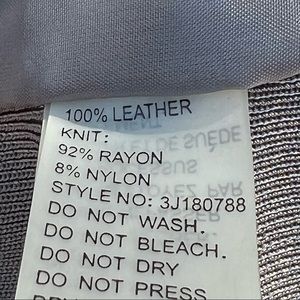 100% LEATHER
KNIT:
92% RAYON
8% NYLON
STYLE NO: 3J180788
DO NOT WASH.
DO NOT BLEACH.
DO NOT DRY
DO NOT PRESS